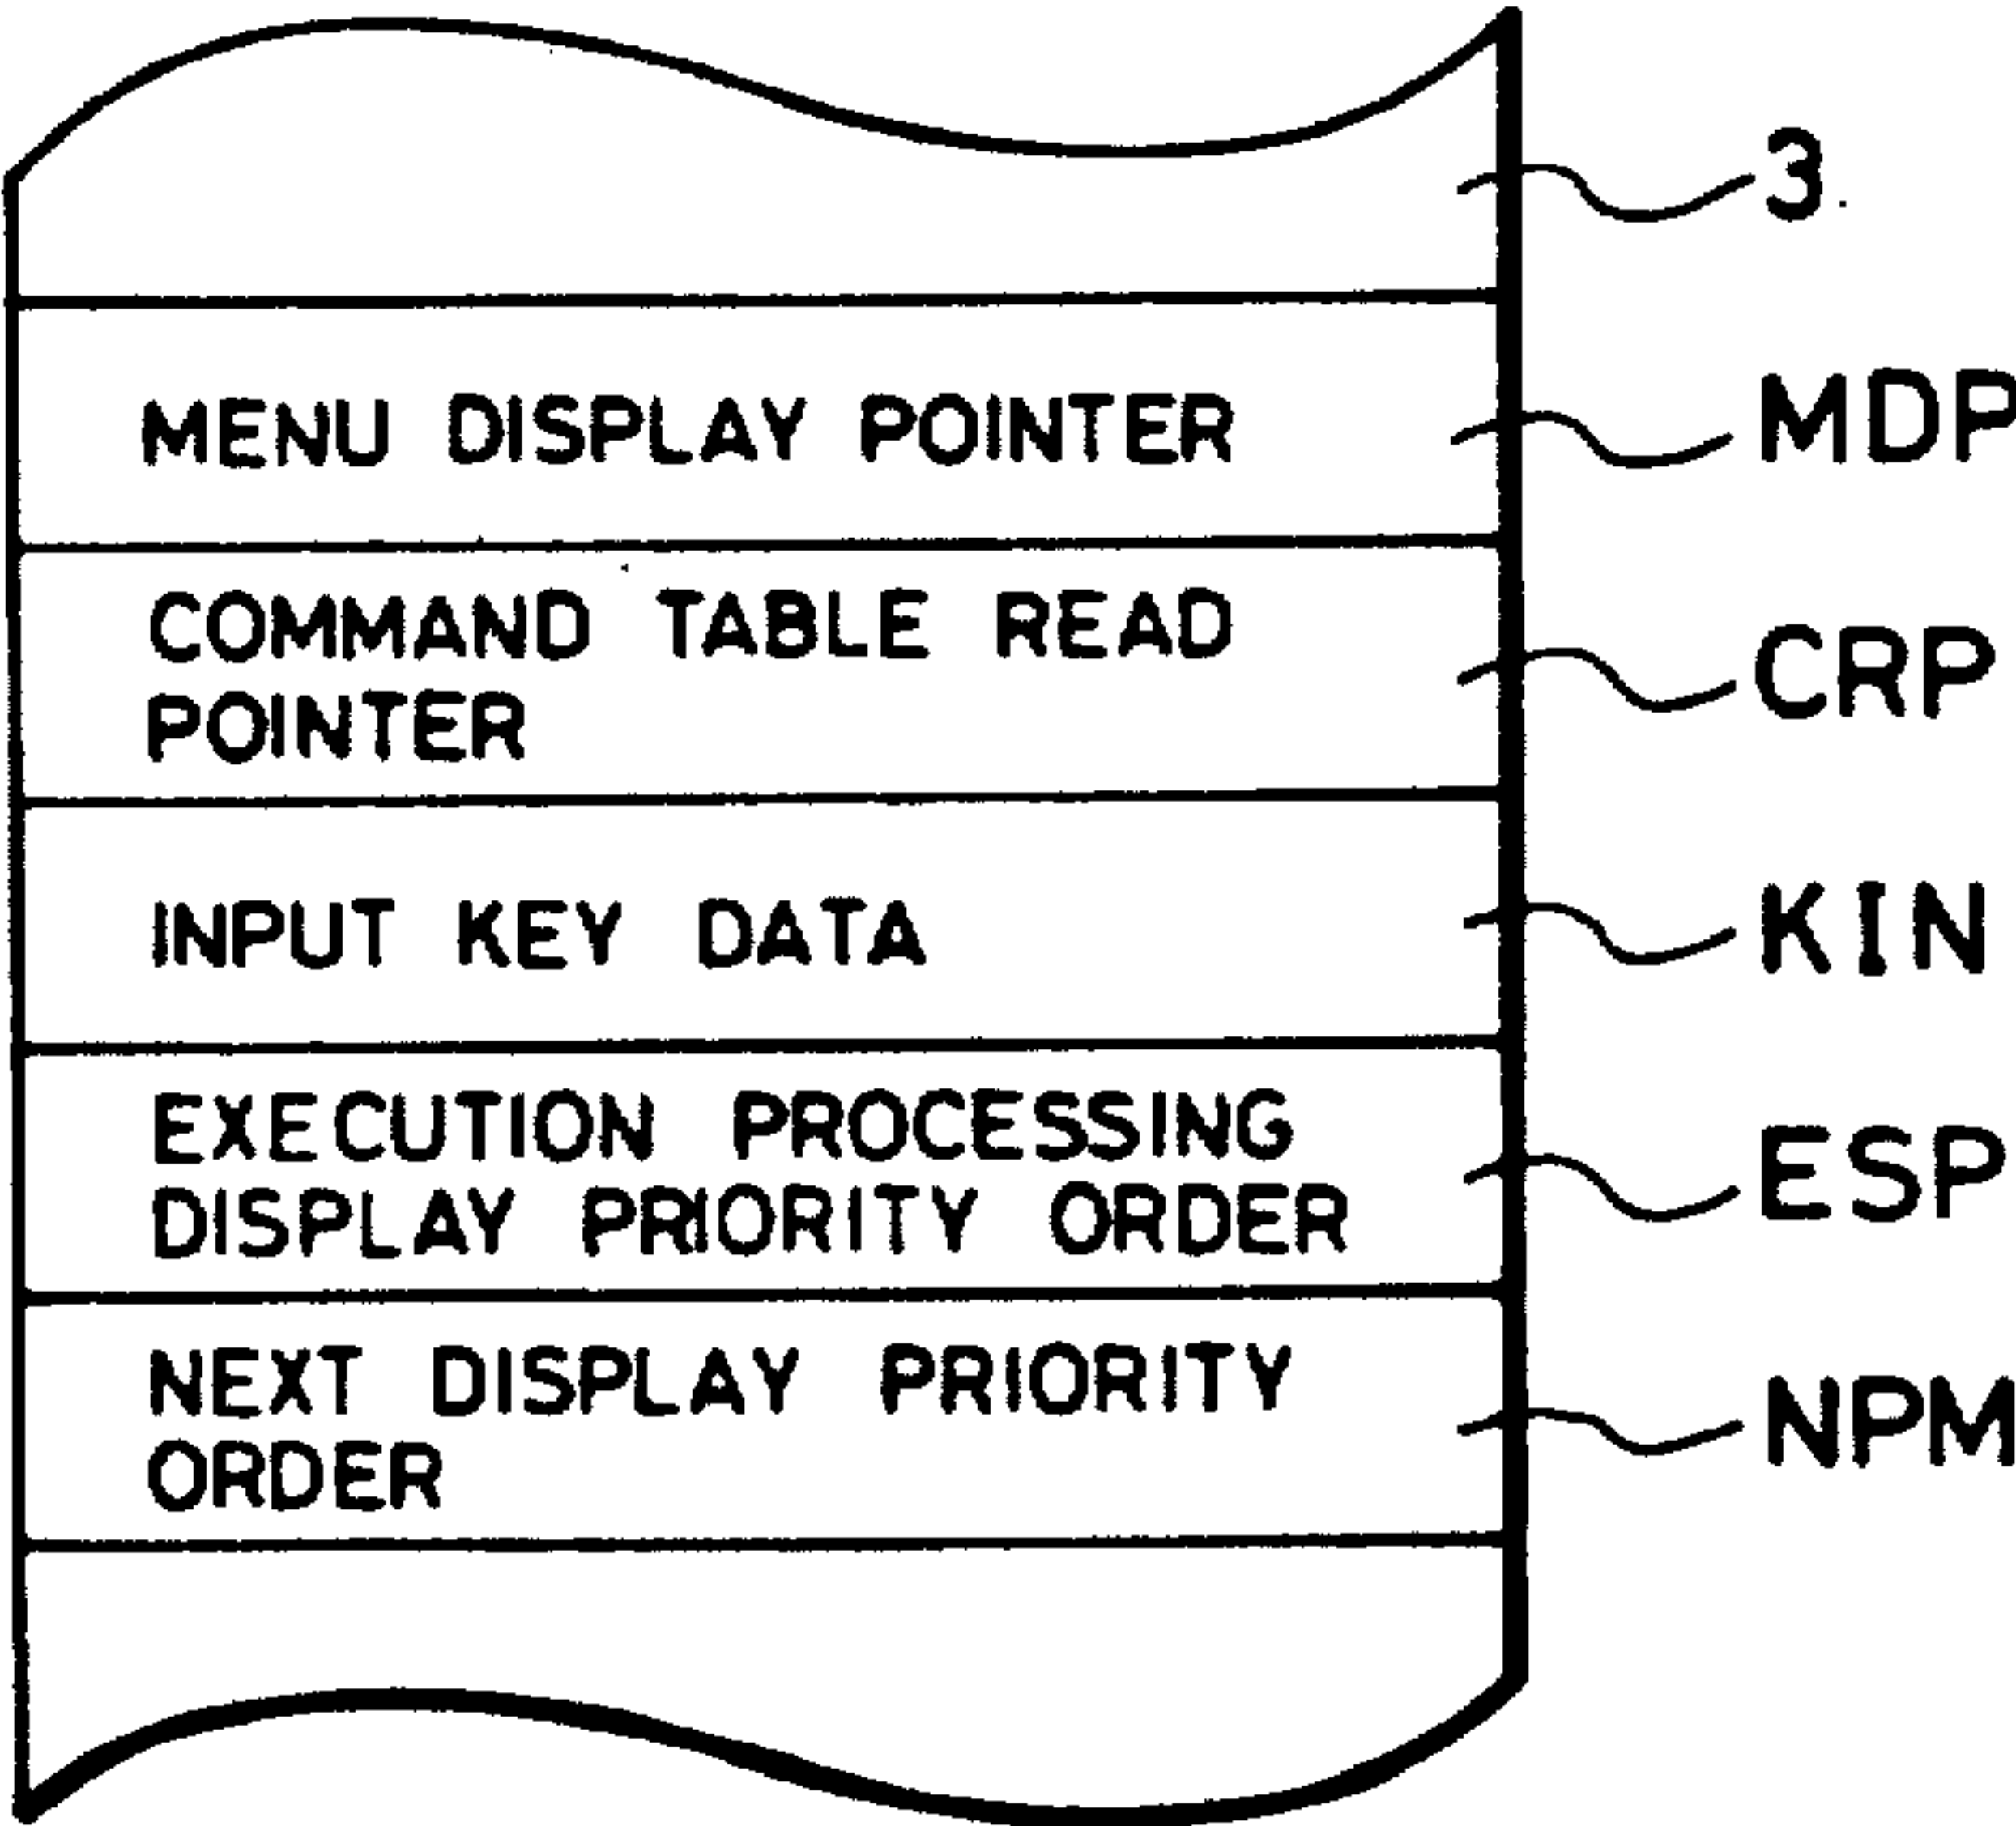 3.
MENU DISPLAY POINTER
MDP
COMMAND TABLE READ
POINTER
CRP
INPUT KEY DATA
KIN
EXECUTION PROCESSING
DISPLAY PRIORITY ORDER
ESP
NEXT DISPLAY PRIORITY
ORDER
NPM